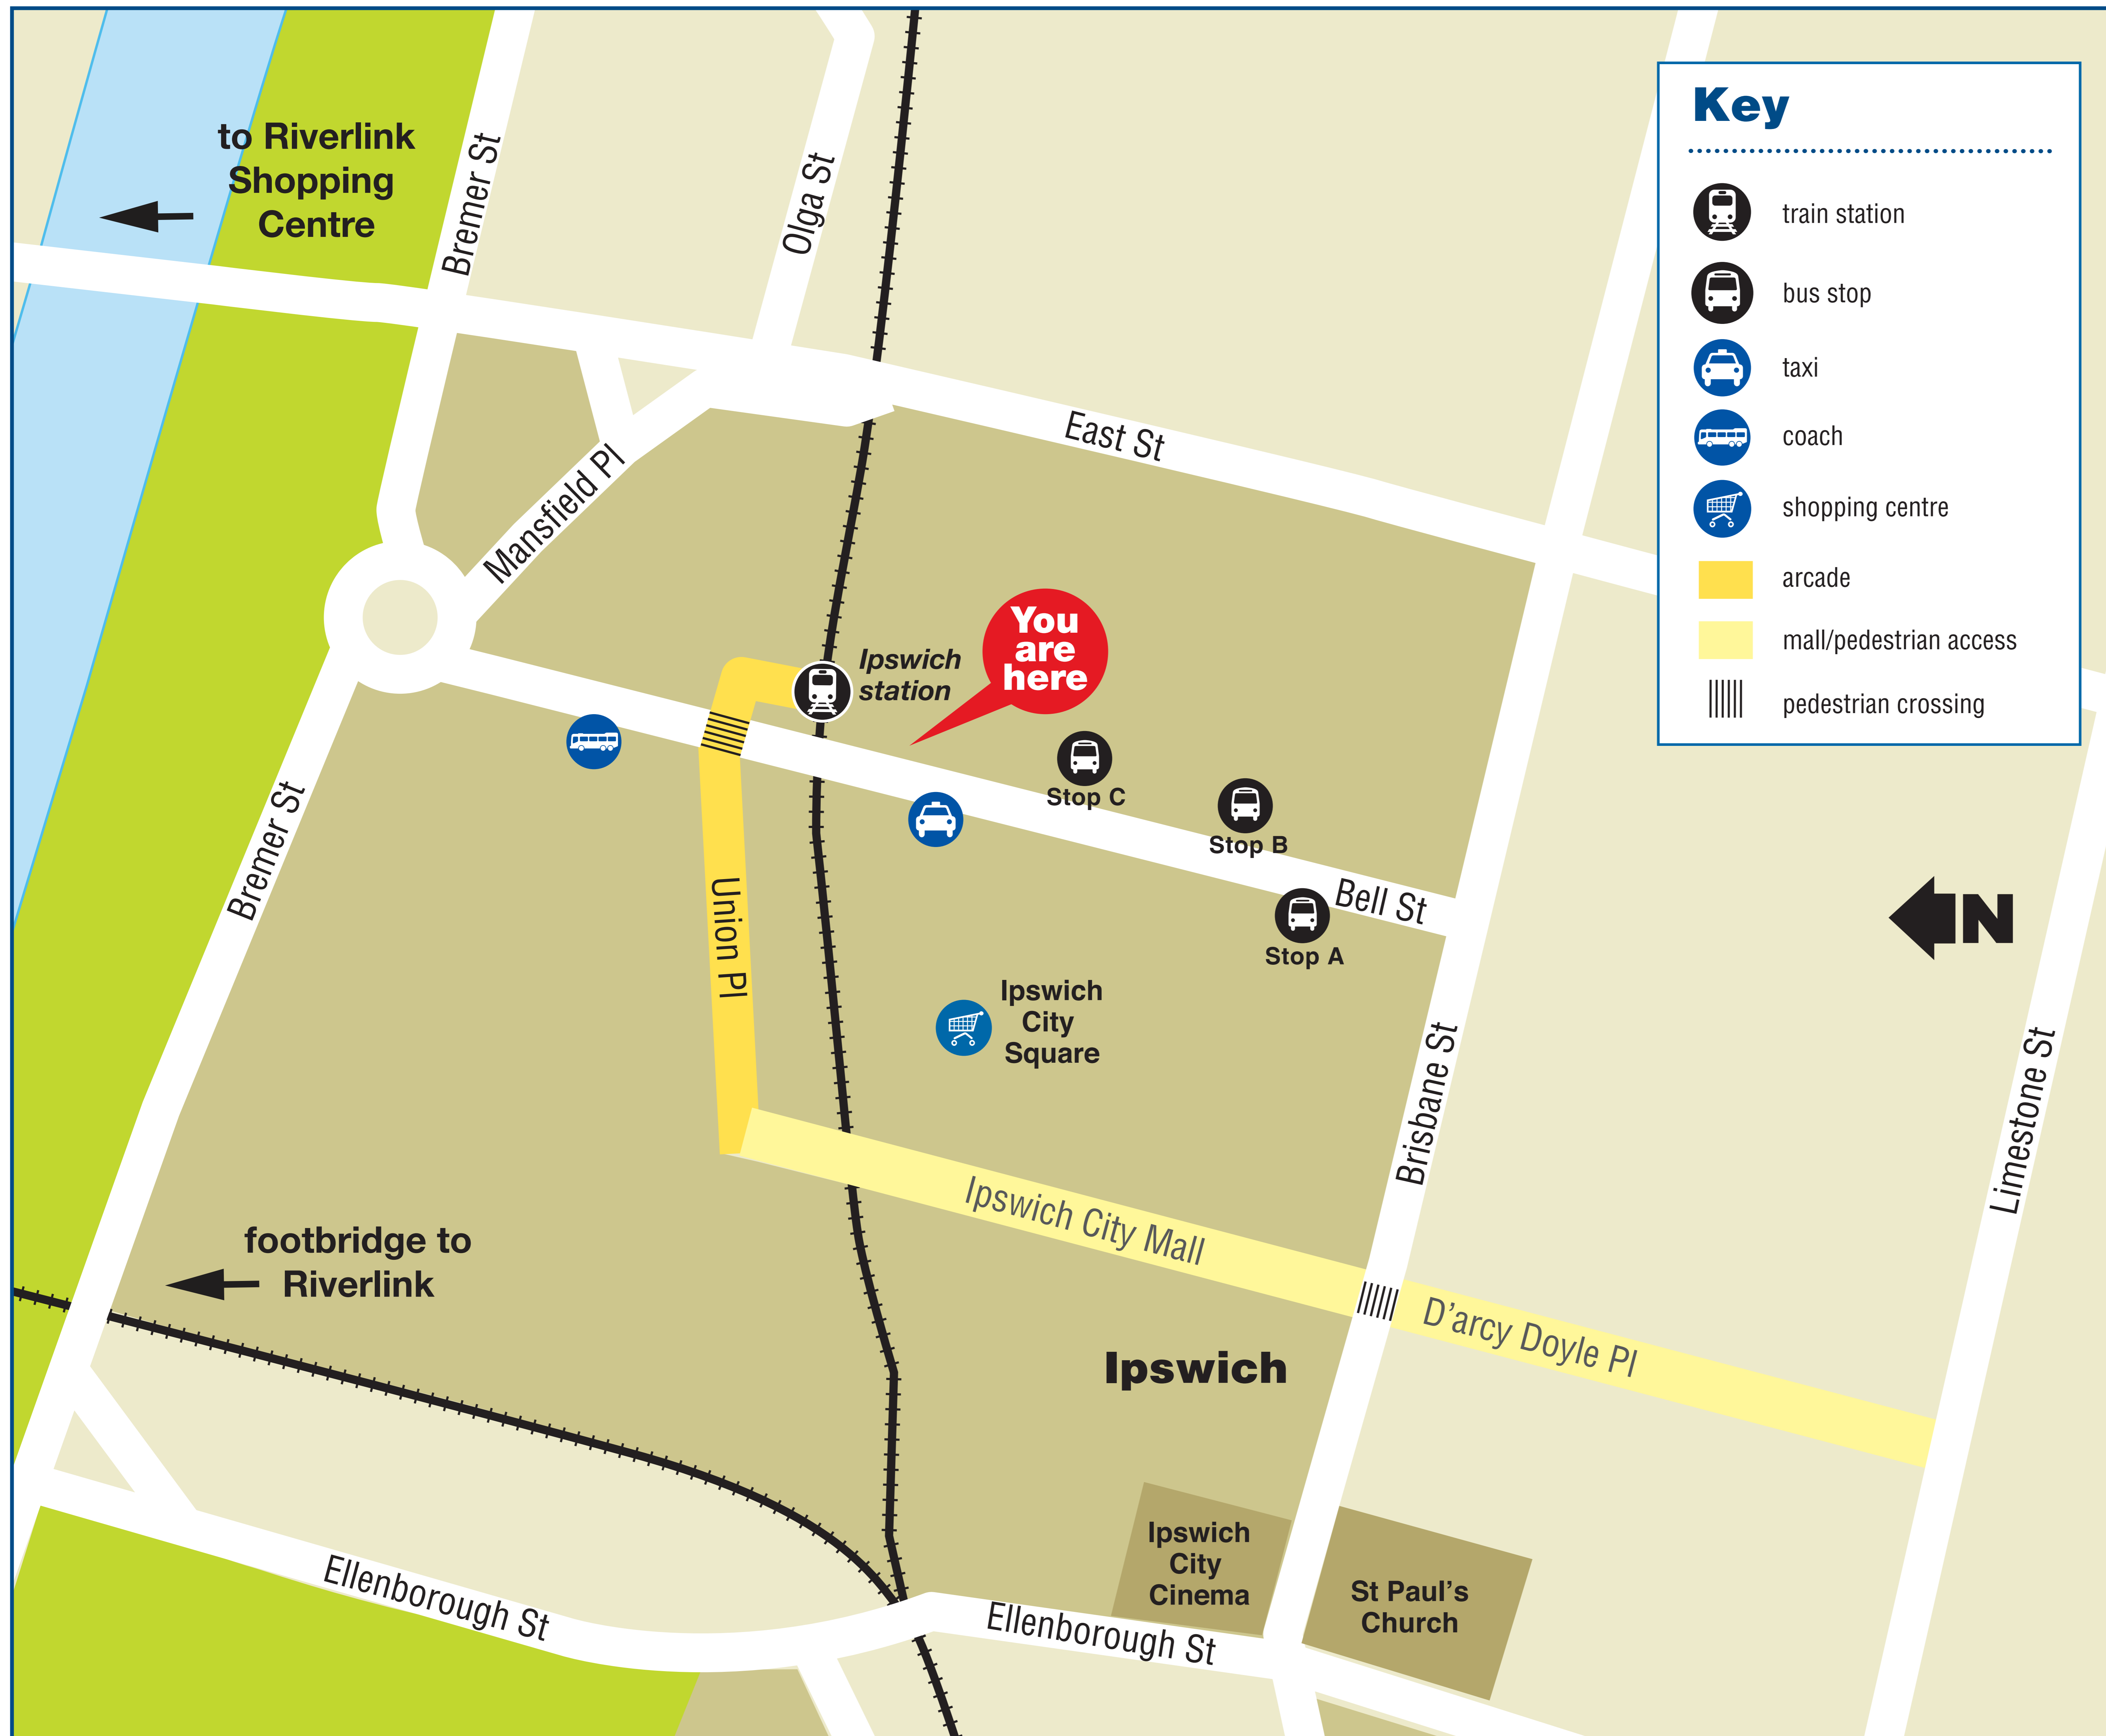 to Riverlink
Shopping
Centre
Bremer St
Olga St
East St
Mansfield Pl
Key
train station
bus stop
taxi
coach
shopping centre
arcade
mall/pedestrian access
pedestrian crossing
You
are
here
Ipswich
station
Stop C
Stop B
Bell St
Stop A
Bremer St
Union Pl
Ipswich
City
Square
N
Brisbane St
Limestone St
Ipswich City Mall
footbridge to
Riverlink
D’arcy Doyle Pl
Ipswich
Ipswich
City
Cinema
St Paul’s
Church
Ellenborough St
Ellenborough St